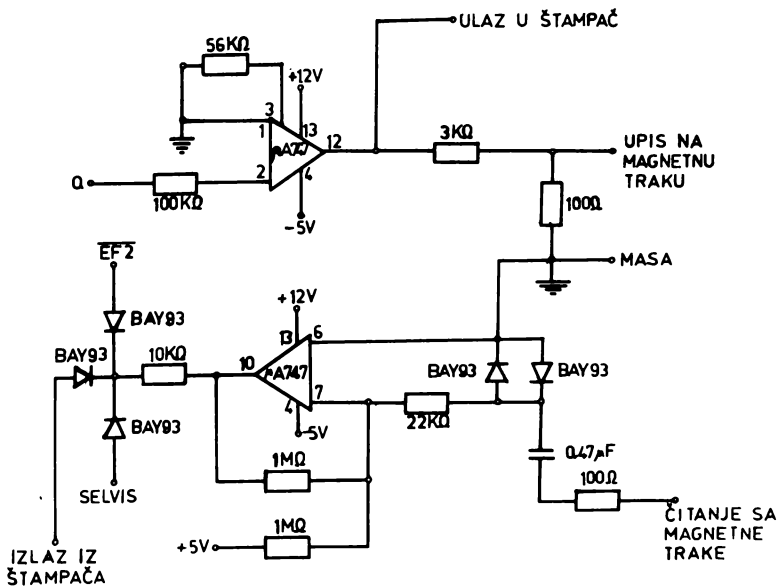 ULAZ U ŠTAMPAČ
56KΩ
+12V
3
1
13
12
μA747
2
4
3KΩ
UPIS NA
MAGNETNU
TRAKU
Q
100KΩ
-5V
100Ω
MASA
EF2
+12V
13
6
BAY93
BAY93
10KΩ
10
μA747
BAY93
BAY93
7
4
-5V
22KΩ
BAY93
1MΩ
0.47μF
100Ω
SELVIS
+5V
1MΩ
ČITANJE SA
MAGNETNE
TRAKE
IZLAZ IZ
ŠTAMPAČA